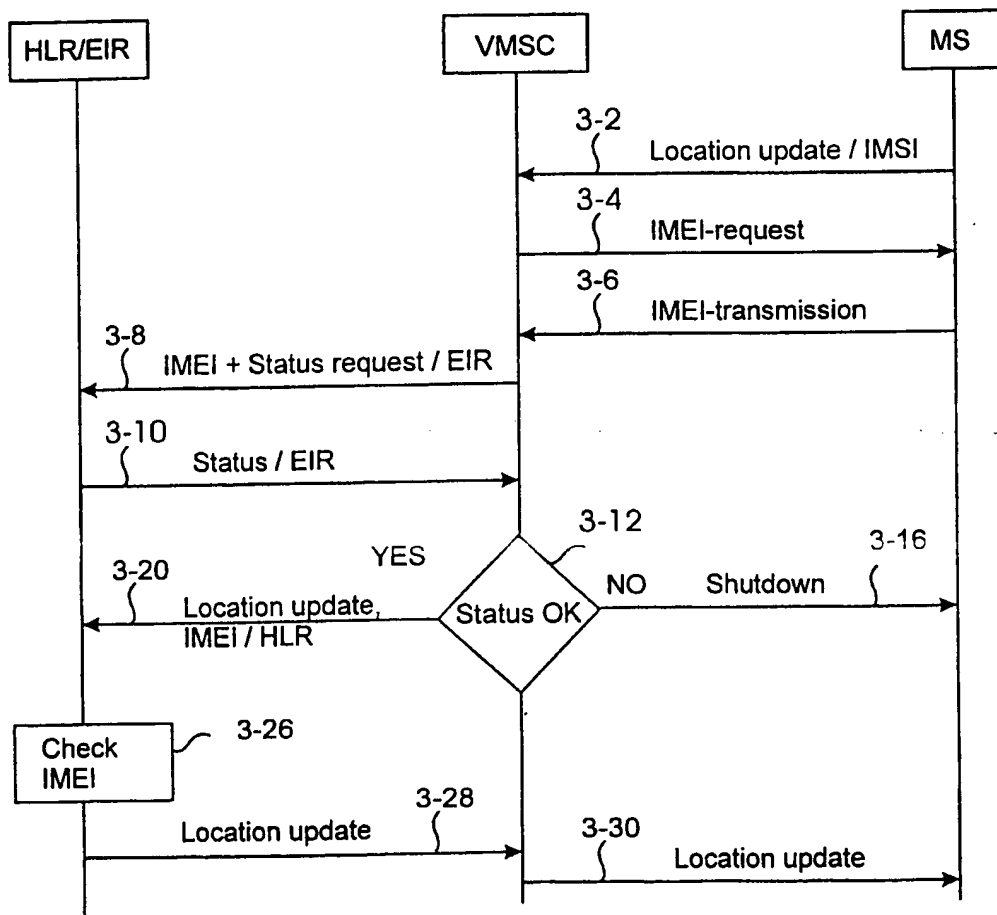 HLR/EIR
VMSC
MS
3-2
Location update / IMSI
3-4
IMEI-request
3-6
IMEI-transmission
3-8
IMEI + Status request / EIR
3-10
Status / EIR
3-12
YES
3-16
3-20
NO
Shutdown
Location update,
IMEI / HLR
Status OK
Check
IMEI
3-26
3-28
Location update
3-30
Location update